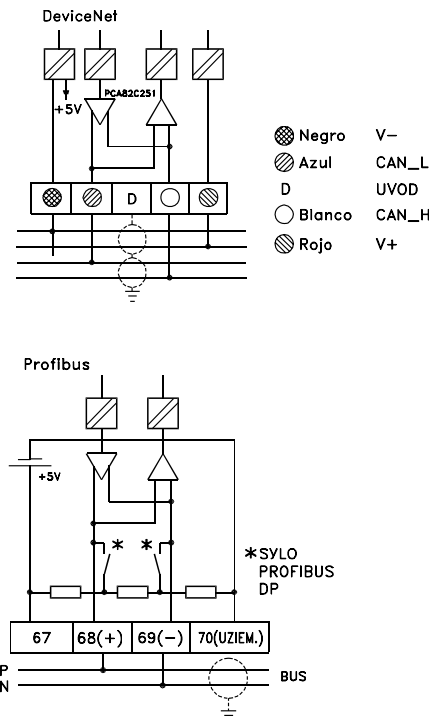 DeviceNet
PCA82C251
+5V
Negro V-
Azul CAN_L
D UVOD
Blanco CAN_H
Rojo V+
D
Profibus
+5V
* *
*SYLO
PROFIBUS
DP
67 68(+) 69(-) 70(UZIEM.)
P
N
BUS